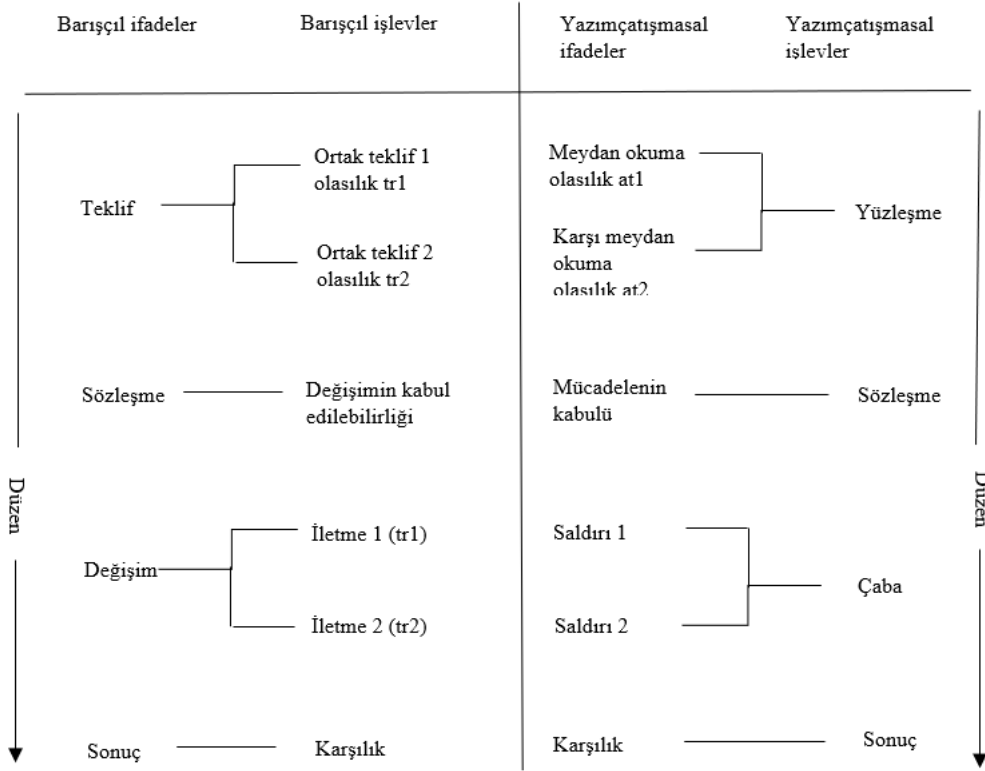 Barışçıl ifadeler
Barışçıl işlevler
Yazımçatışmasal
ifadeler
Yazımçatışmasal
işlevler
Teklif
Ortak teklif 1
olasılık tr1
Ortak teklif 2
olasılık tr2
Meydan okuma
olasılık at1
Karşı meydan
okuma
olasılık at2
Yüzleşme
Sözleşme
Değişimin kabul
edilebilirliği
Mücadelenin
kabulü
Sözleşme
Düzen
Düzen
Değişim
İletme 1 (tr1)
İletme 2 (tr2)
Saldırı 1
Saldırı 2
Çaba
Sonuç
Karşılık
Karşılık
Sonuç